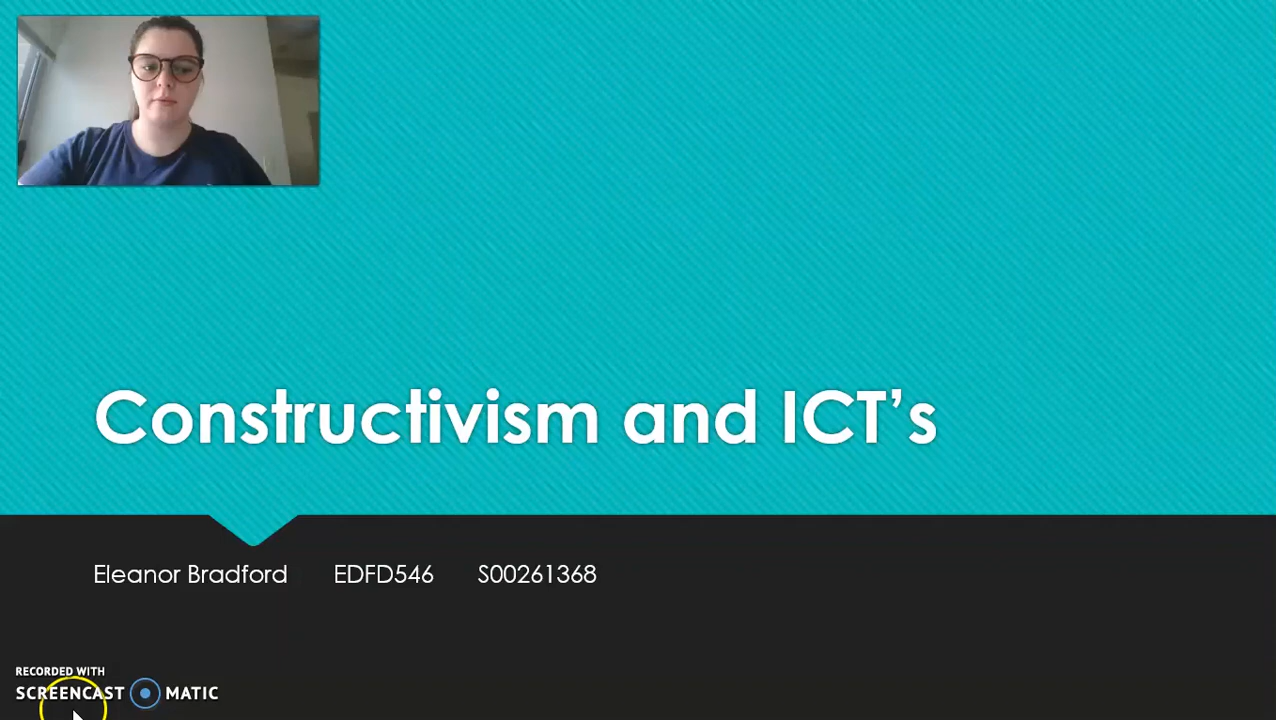 Constructivism and ICT’s
Eleanor Bradford EDFD546 S00261368
RECORDED WITH
SCREENCAST MATIC